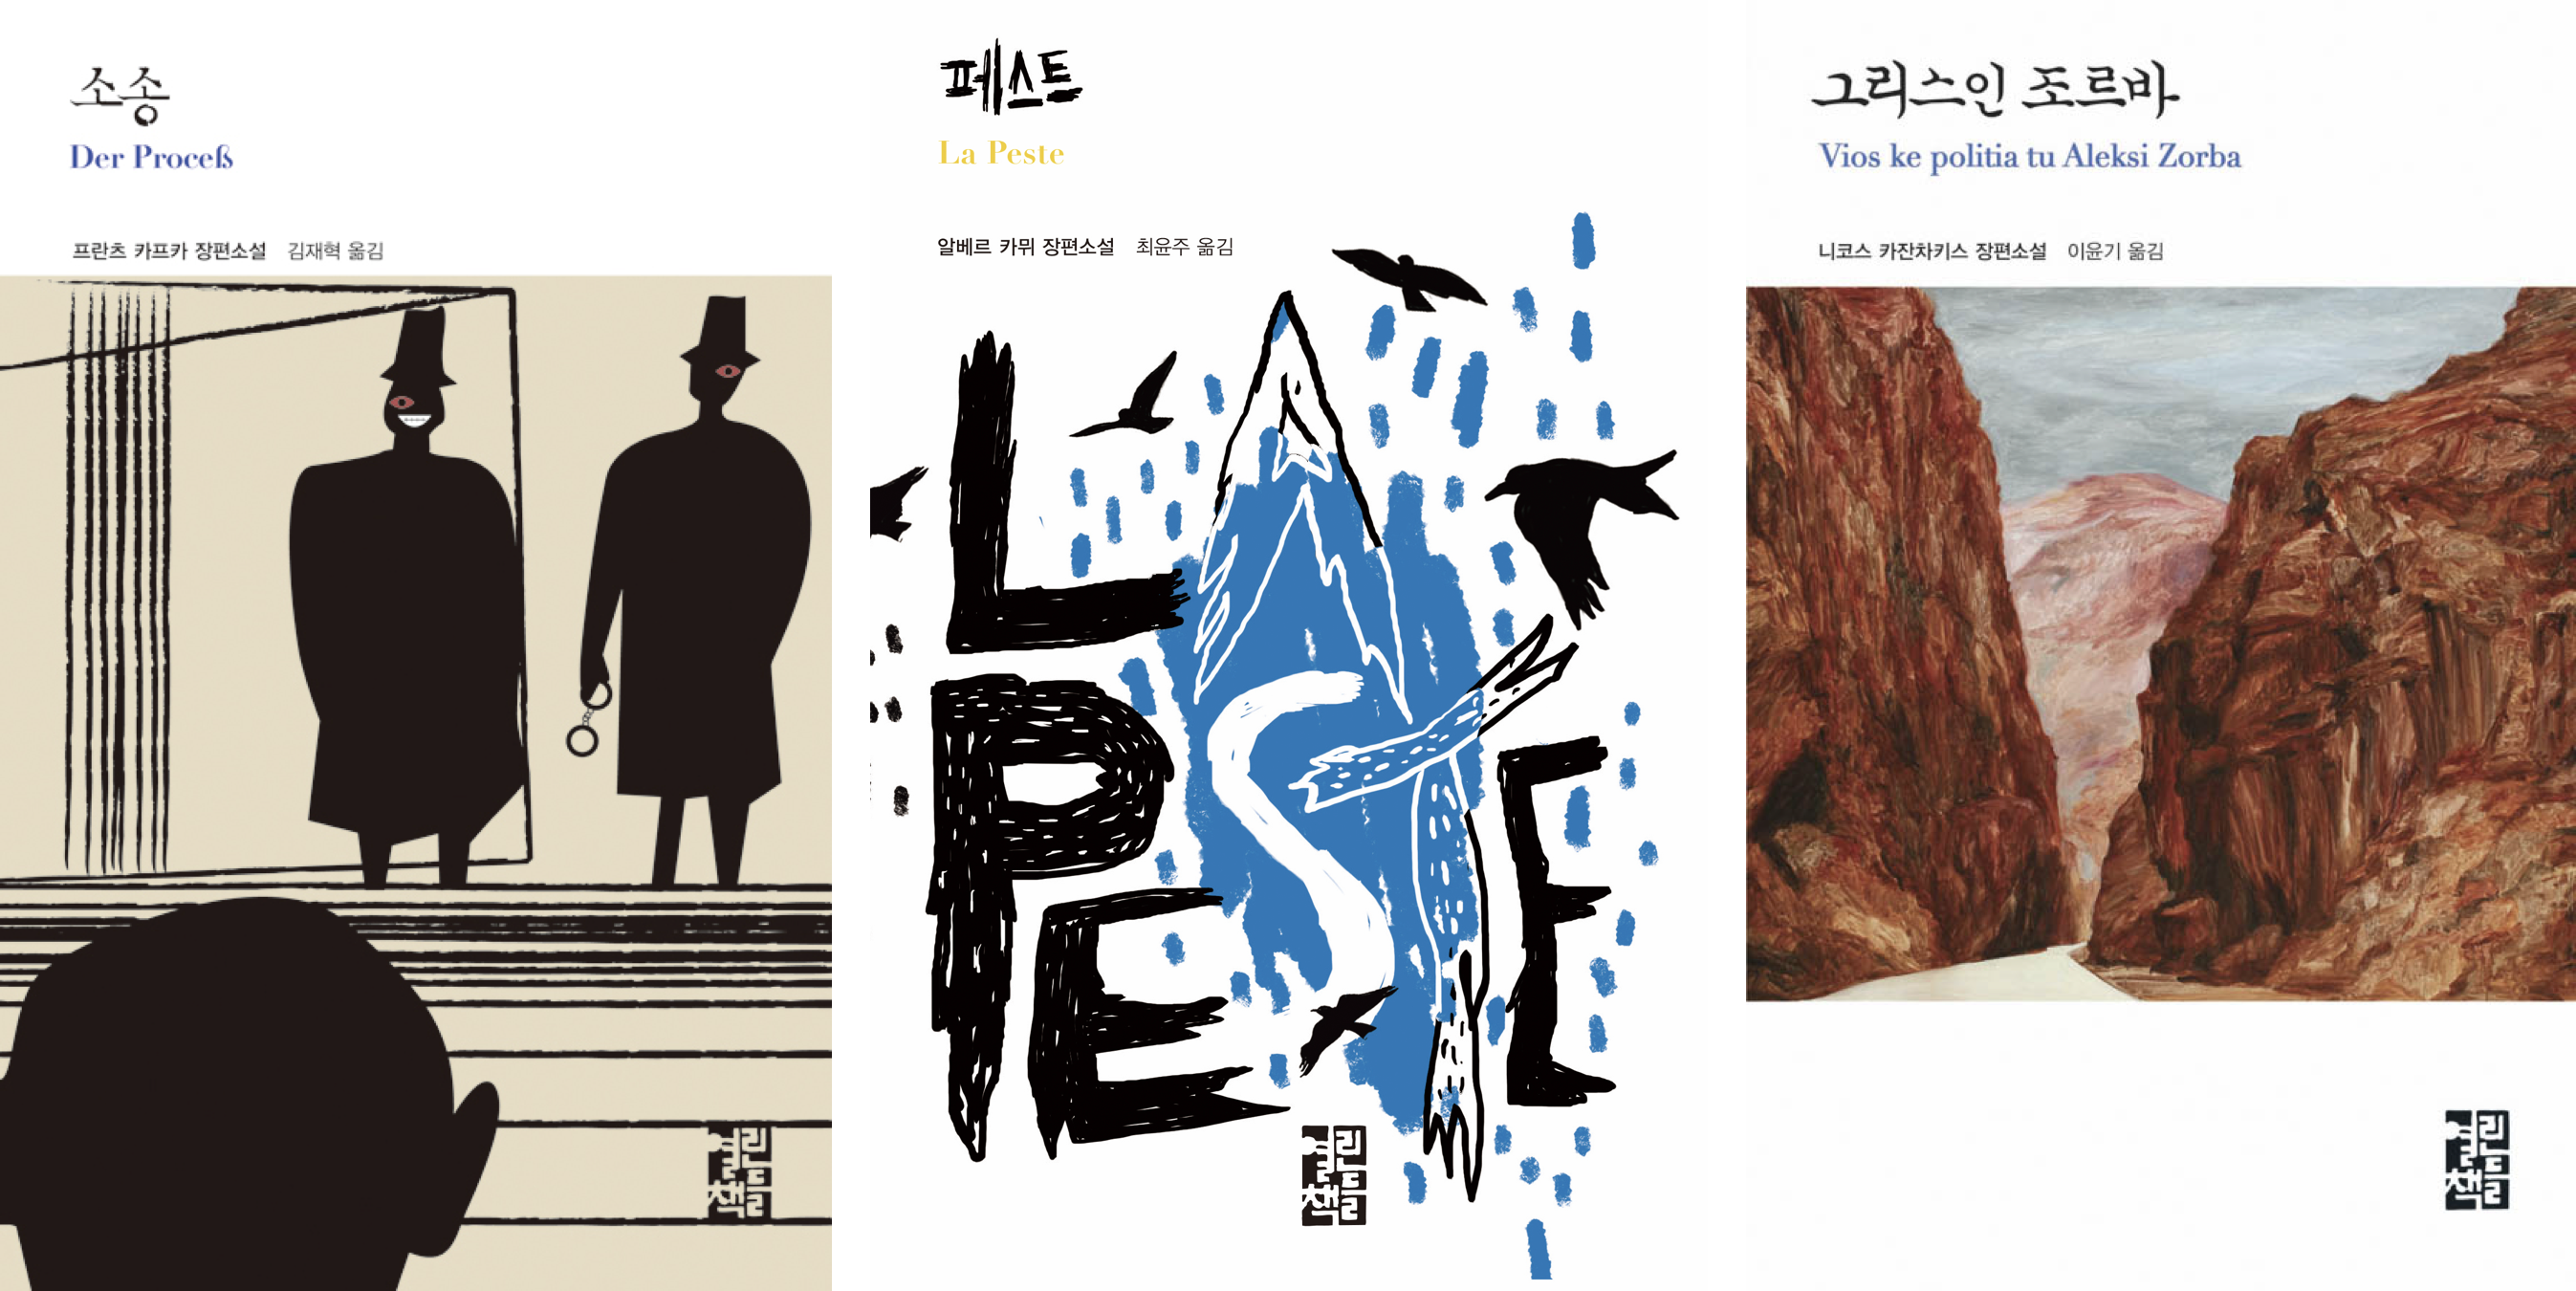 소송
Der Proceß
프란츠 카프카 장편소설 김재혁 옮김
열린책들
페스트
La Peste
알베르 카뮈 장편소설 최윤주 옮김
LA
PESTE
열린책들
그리스인 조르바
Vios ke politia tu Aleksi Zorba
니코스 카잔차키스 장편소설 이윤기 옮김
열린책들